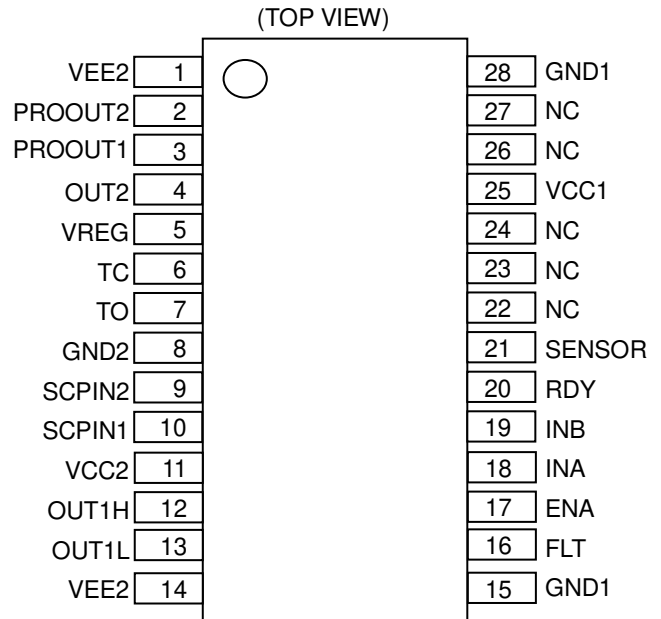 (TOP VIEW)
VEE2 1 28 GND1
PROOUT2 2 27 NC
PROOUT1 3 26 NC
OUT2 4 25 VCC1
VREG 5 24 NC
TC 6 23 NC
TO 7 22 NC
GND2 8 21 SENSOR
SCPIN2 9 20 RDY
SCPIN1 10 19 INB
VCC2 11 18 INA
OUT1H 12 17 ENA
OUT1L 13 16 FLT
VEE2 14 15 GND1